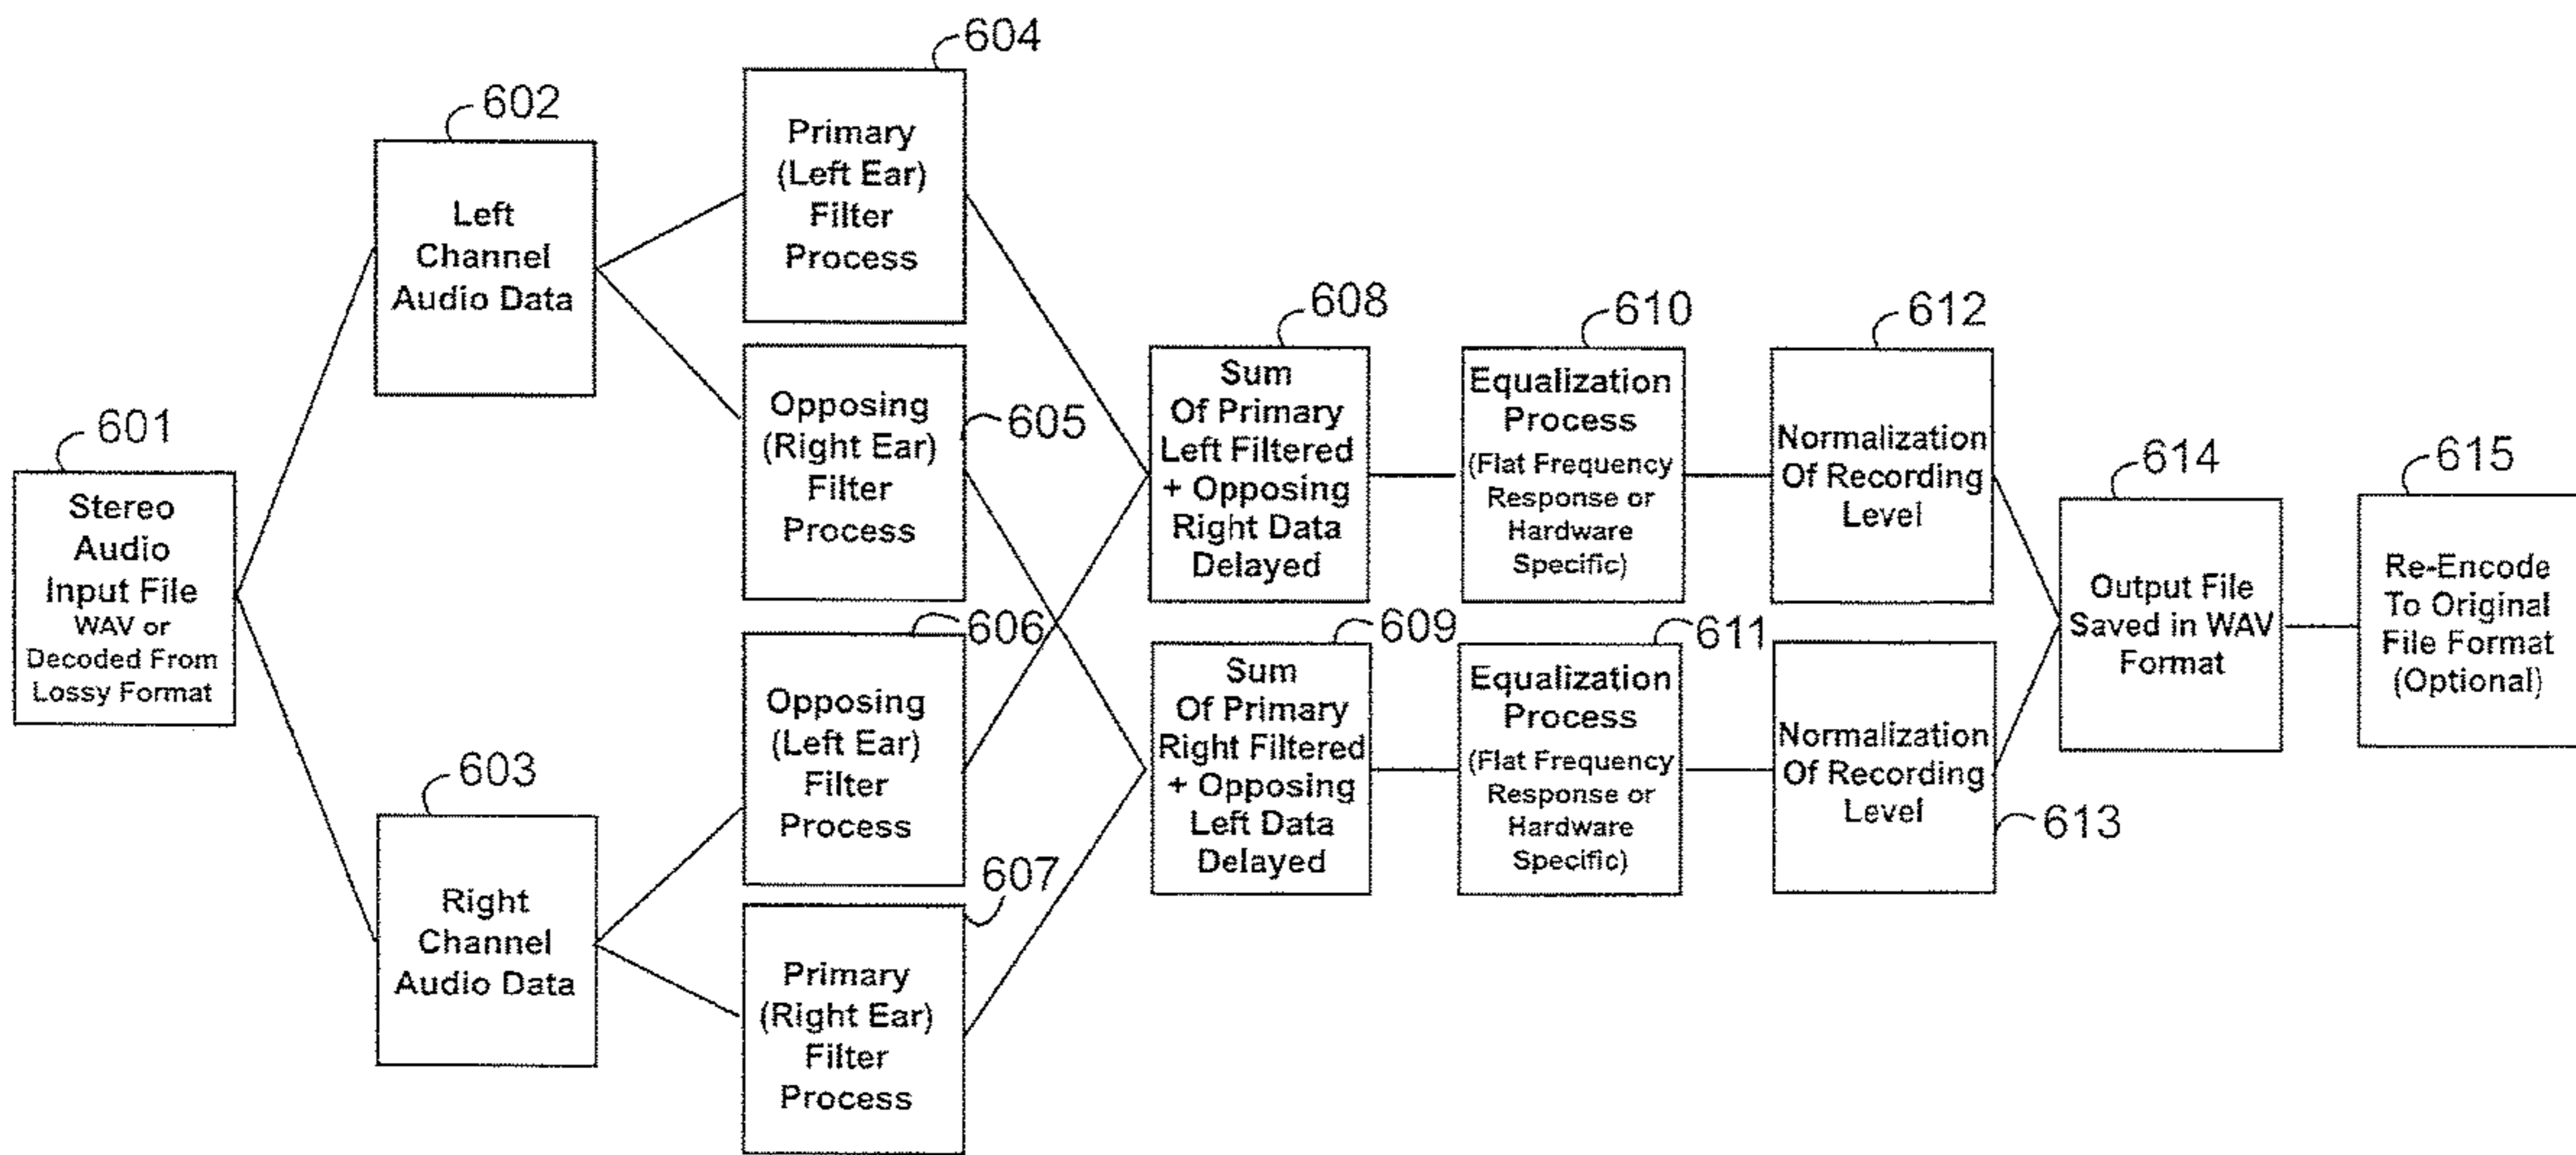 601
Stereo
Audio
Input File
WAV or
Decoded From
Lossy Format
602
Left
Channel
Audio Data
603
Right
Channel
Audio Data
604
Primary
(Left Ear)
Filter
Process
605
Opposing
(Right Ear)
Filter
Process
606
Opposing
(Left Ear)
Filter
Process
607
Primary
(Right Ear)
Filter
Process
608
Sum
Of Primary
Left Filtered
+ Opposing
Right Data
Delayed
609
Sum
Of Primary
Right Filtered
+ Opposing
Left Data
Delayed
610
Equalization
Process
(Flat Frequency
Response or
Hardware
Specific)
611
Equalization
Process
(Flat Frequency
Response or
Hardware
Specific)
612
Normalization
Of Recording
Level
613
Normalization
Of Recording
Level
614
Output File
Saved in WAV
Format
615
Re-Encode
To Original
File Format
(Optional)